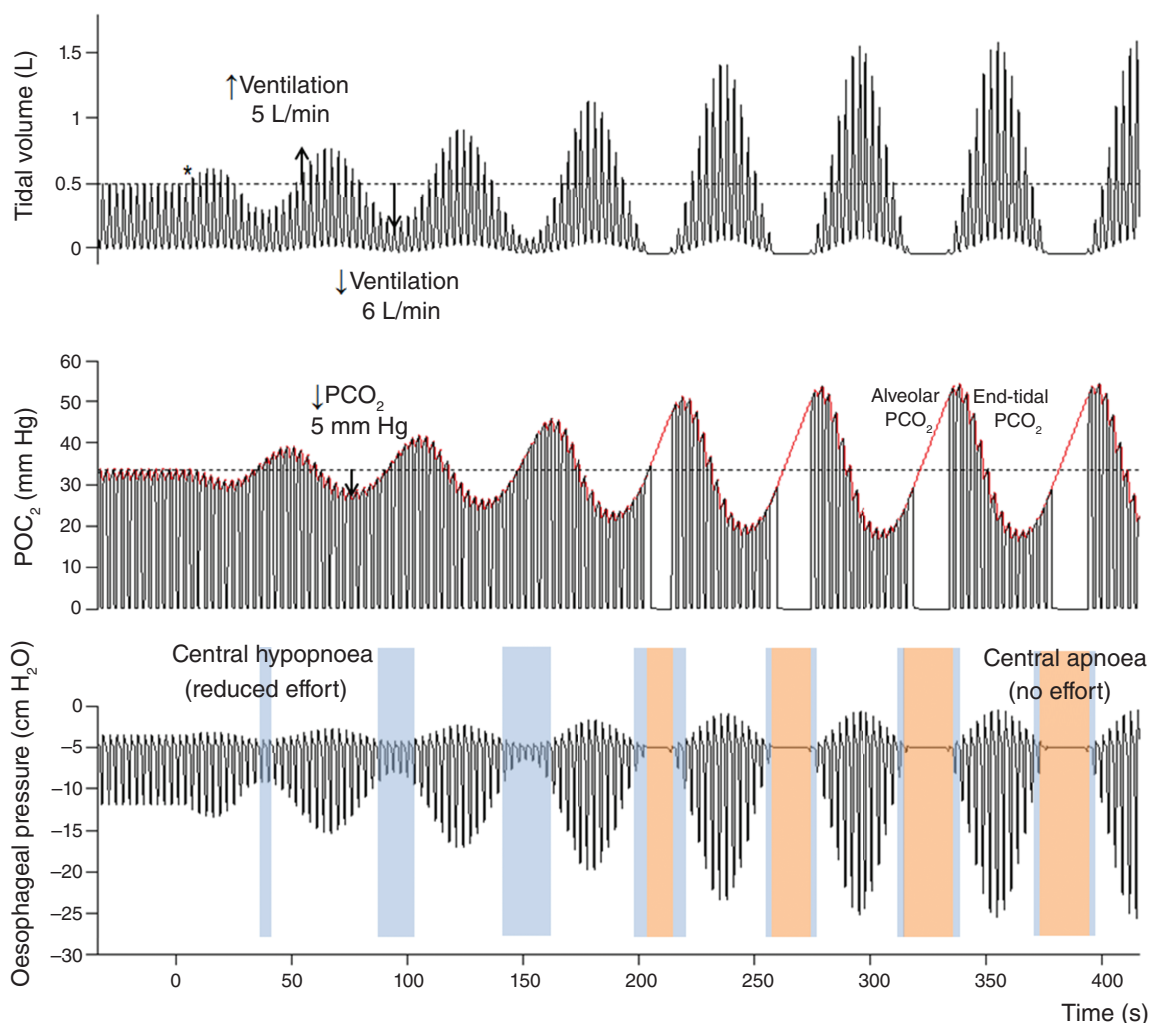 Tidal volume (L)
1.5
1
0.5
0
↑Ventilation
5 L/min
*
↓Ventilation
6 L/min
POC₂ (mm Hg)
60
50
40
30
20
10
0
↓PCO₂
5 mm Hg
Alveolar
PCO₂
End-tidal
PCO₂
Oesophageal pressure (cm H₂O)
0
–5
–10
–15
–20
–25
–30
Central hypopnoea
(reduced effort)
Central apnoea
(no effort)
0 50 100 150 200 250 300 350 400
Time (s)